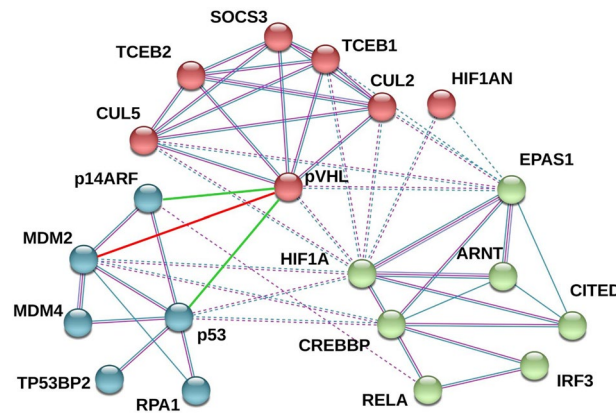 SOCS3
TCEB2
TCEB1
CUL2
HIF1AN
CUL5
p14ARF
pVHL
EPAS1
MDM2
HIF1A
ARNT
MDM4
p53
CITED
CREBBP
TP53BP2
RPA1
RELA
IRF3